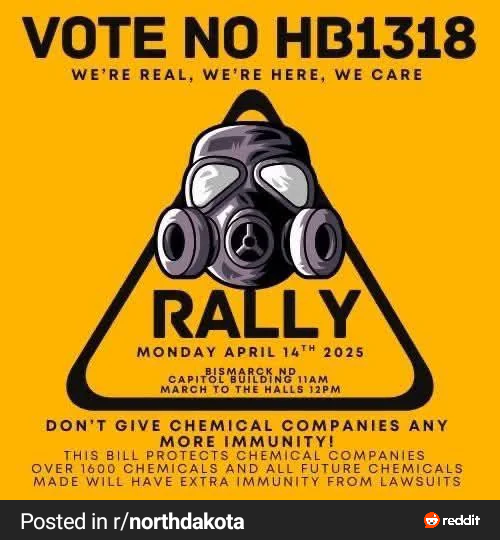 VOTE NO HB1318
WE'RE REAL, WE'RE HERE, WE CARE
RALLY
MONDAY APRIL 14TH 2025
BISMARCK ND
CAPITOL BUILDING 11AM
MARCH TO THE HALLS 12PM
DON'T GIVE CHEMICAL COMPANIES ANY
MORE IMMUNITY!
THIS BILL PROTECTS CHEMICAL COMPANIES
OVER 1600 CHEMICALS AND ALL FUTURE CHEMICALS
MADE WILL HAVE EXTRA IMMUNITY FROM LAWSUITS
Posted in r/northdakota
reddit